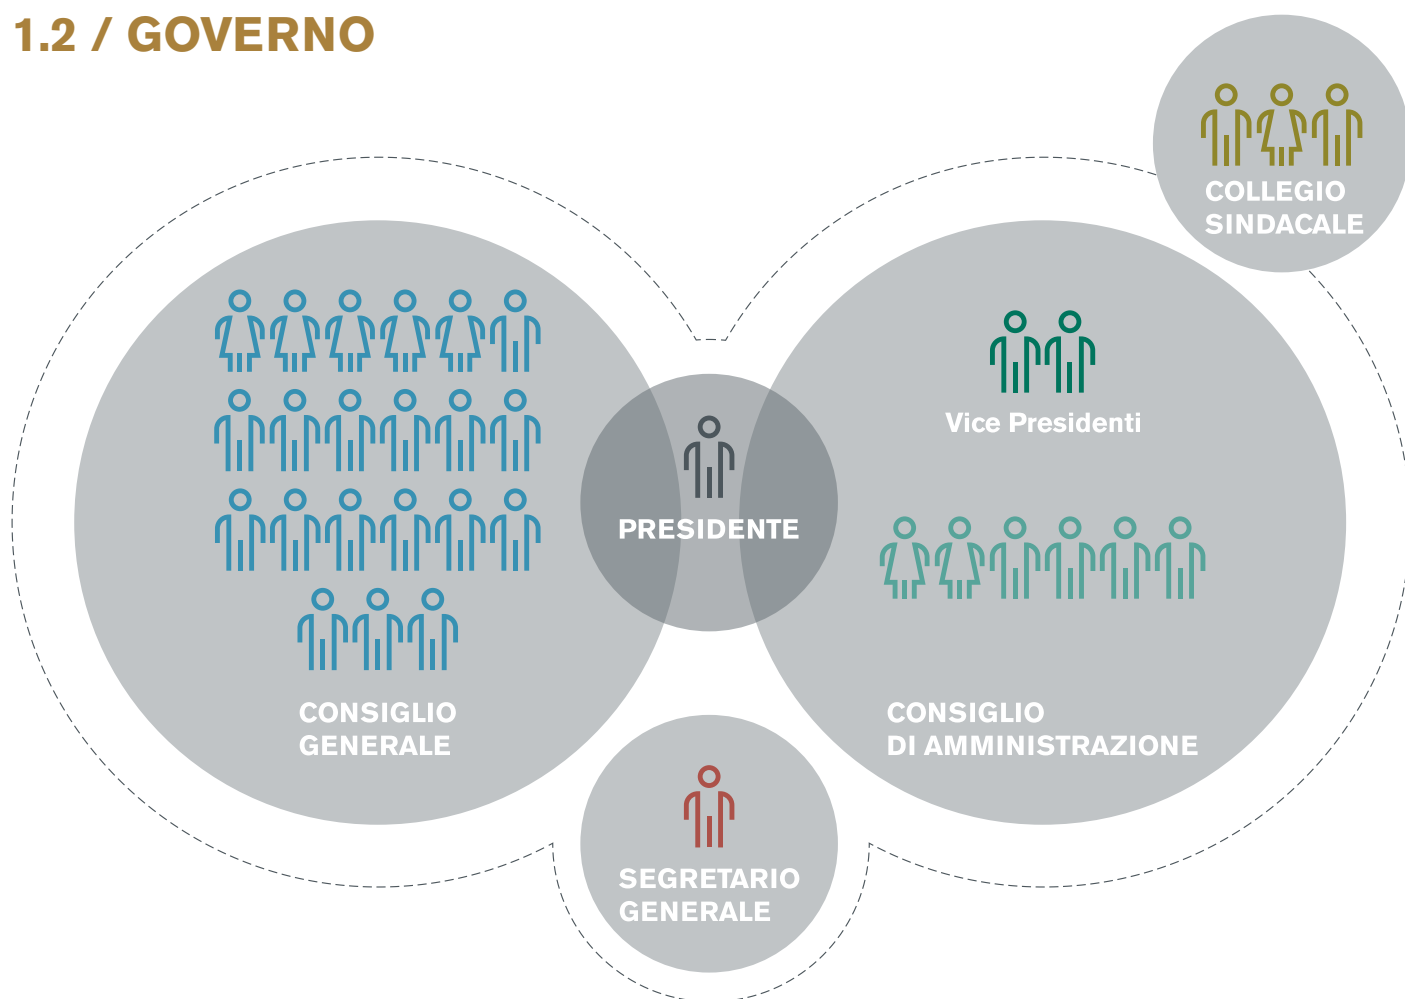 1.2 / GOVERNO
COLLEGIO
SINDACALE
Vice Presidenti
PRESIDENTE
CONSIGLIO
GENERALE
CONSIGLIO
DI AMMINISTRAZIONE
SEGRETARIO
GENERALE